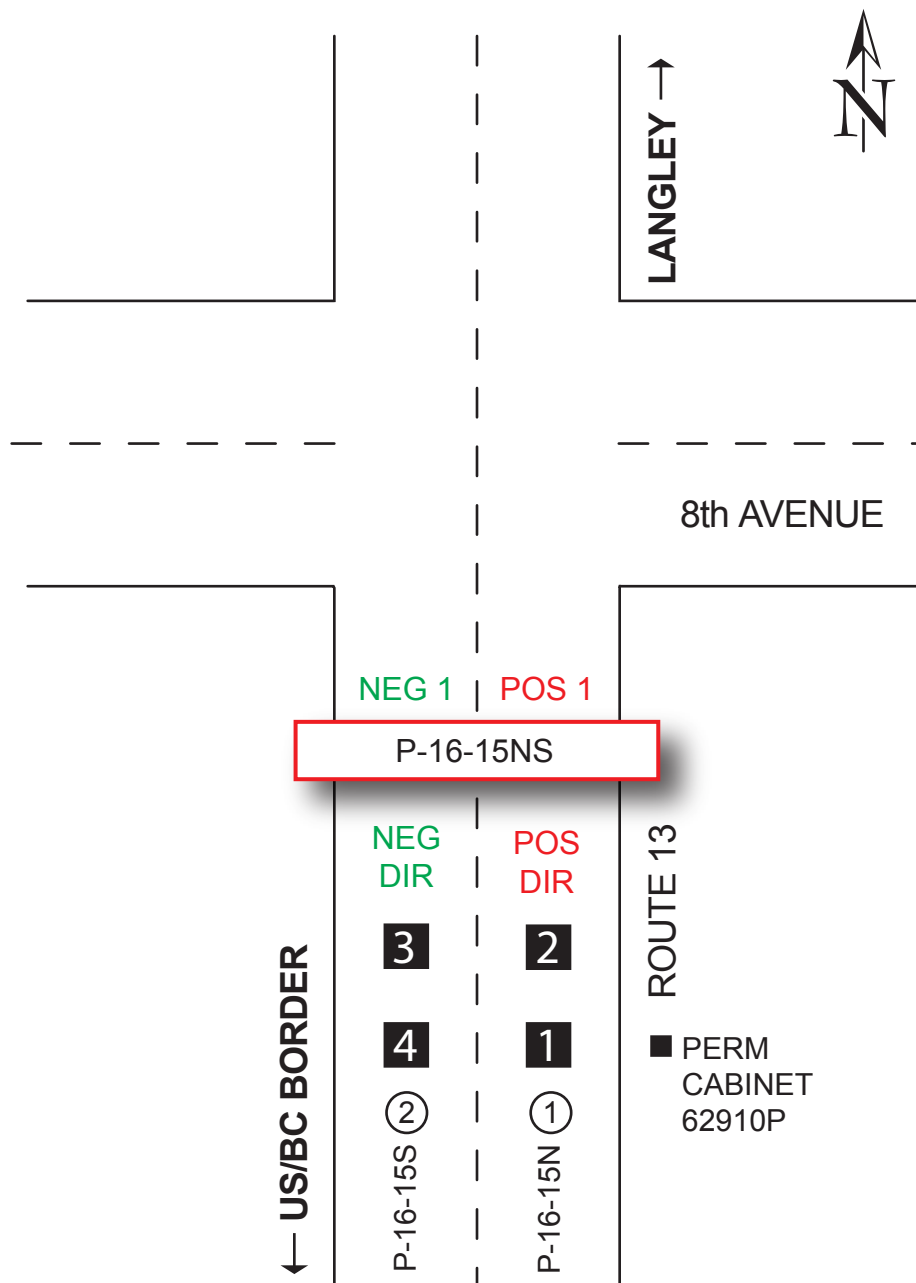 LANGLEY →
N
8th AVENUE
NEG 1
POS 1
P-16-15NS
NEG
DIR
POS
DIR
ROUTE 13
3
2
← US/BC BORDER
4
1
PERM
CABINET
62910P
2
1
P-16-15S
P-16-15N